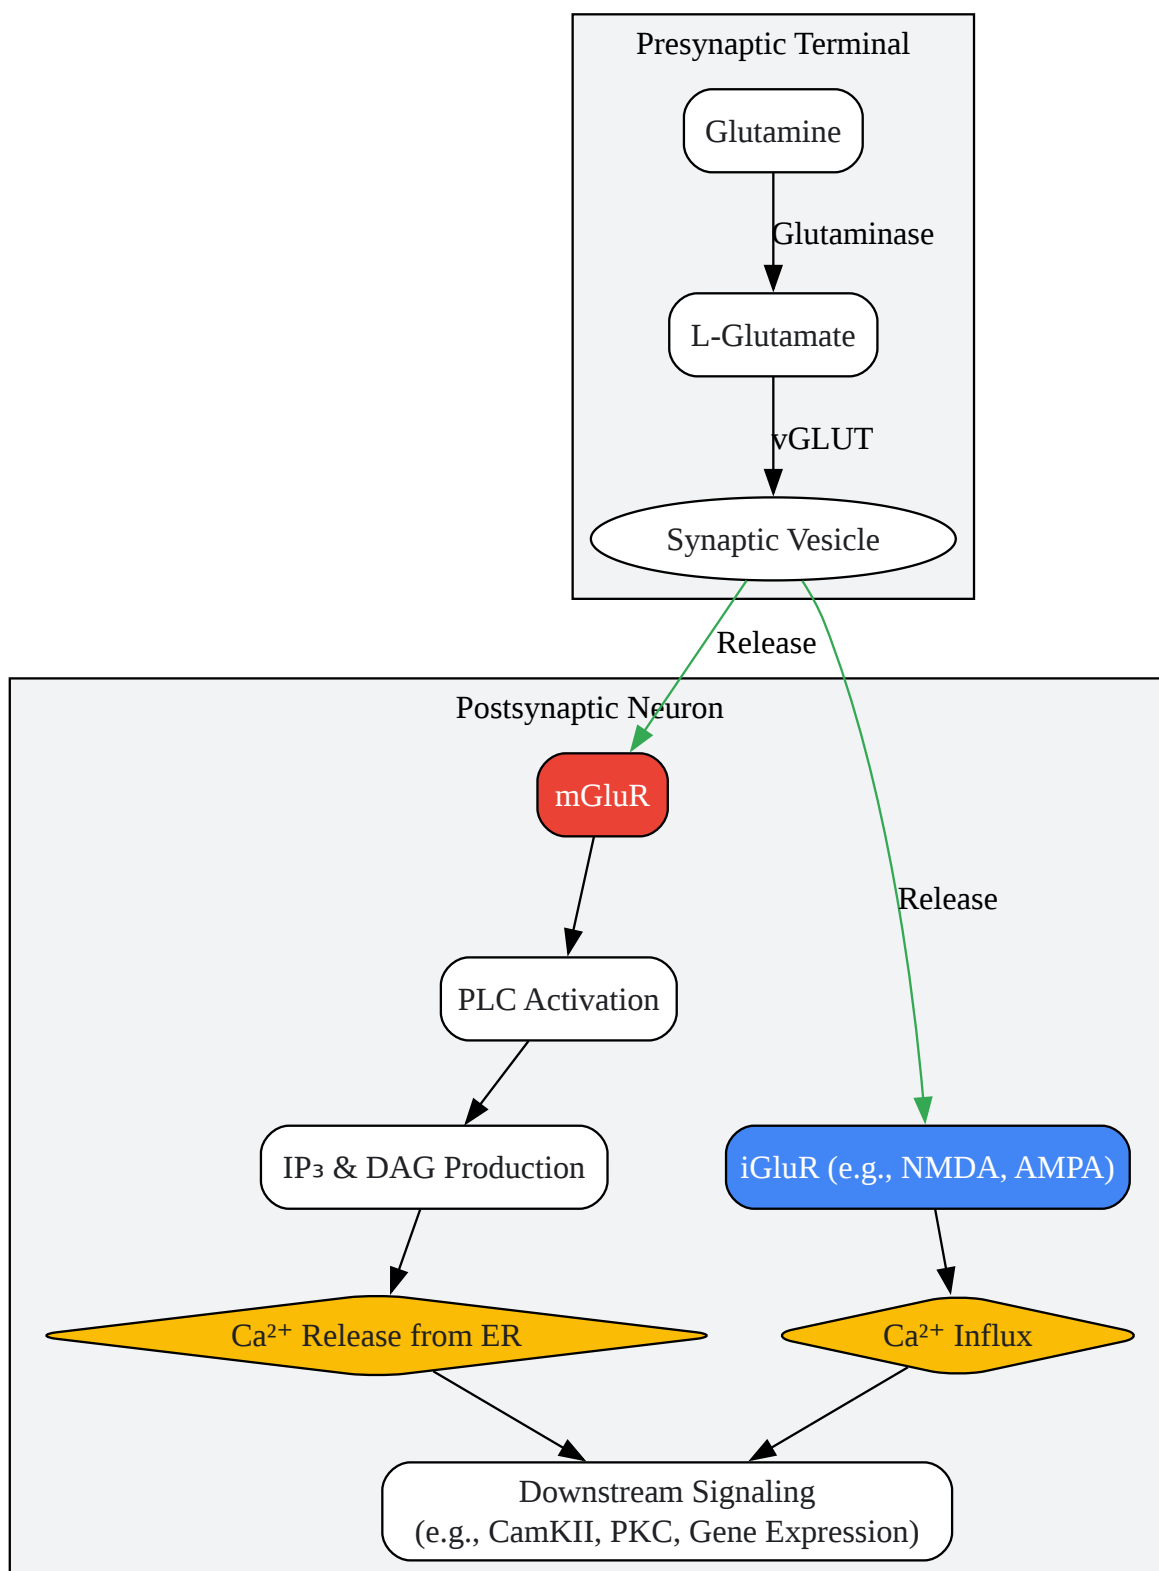 Presynaptic Terminal
Glutamine
Glutaminase
L-Glutamate
vGLUT
Synaptic Vesicle
Release
Postsynaptic Neuron
mGluR
Release
PLC Activation
IP₃ & DAG Production
iGluR (e.g., NMDA, AMPA)
Ca²⁺ Release from ER
Ca²⁺ Influx
Downstream Signaling
(e.g., CamKII, PKC, Gene Expression)